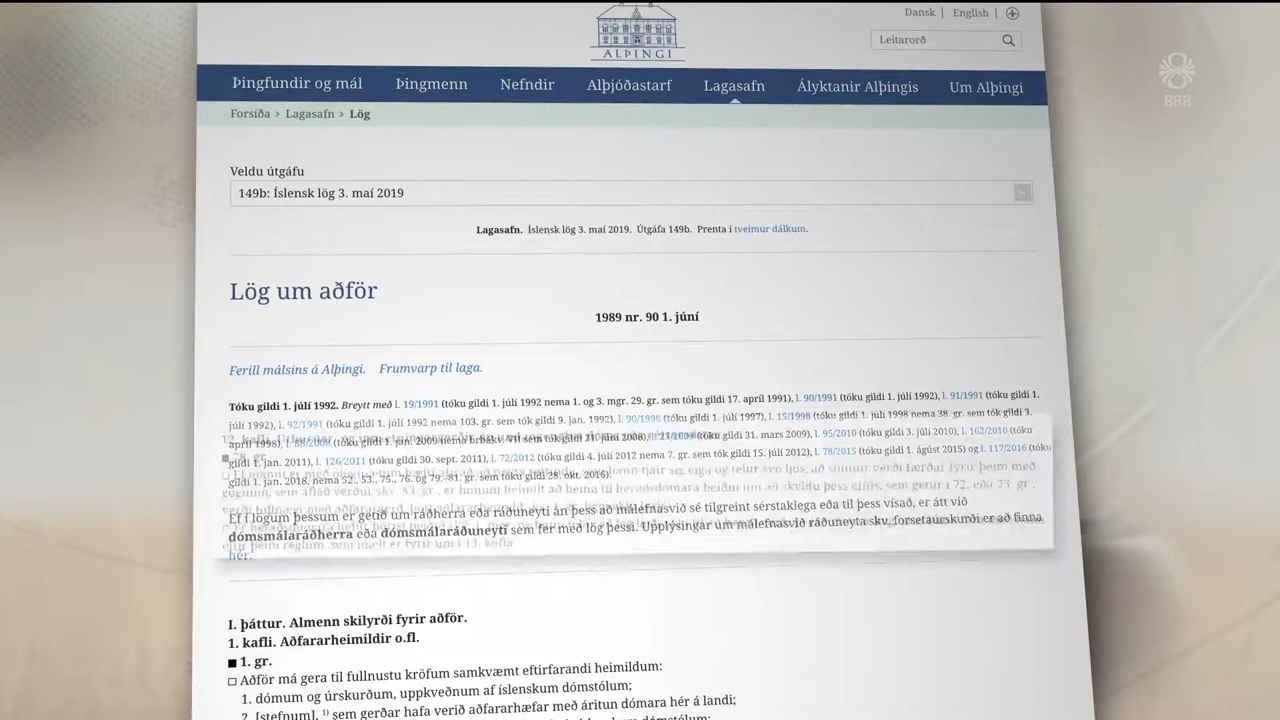 ALÞINGI
Dansk | English |
Leitarorð
888
Þingfundir og mál Þingmenn Nefndir Alþjóðastarf Lagasafn Ályktanir Alþingis Um Alþingi
Forsíða > Lagasafn > Lög
Veldu útgáfu
149b: Íslensk lög 3. maí 2019
Lagasafn. Íslensk lög 3. maí 2019. Útgáfa 149b. Prenta í tveimur dálkum.
Lög um aðför
1989 nr. 90 1. júní
Ferill málsins á Alþingi. Frumvarp til laga.
Tóku gildi 1. júlí 1992. Breytt með l. 19/1991 (tóku gildi 1. júlí 1992 nema 1. og 3. mgr. 29. gr. sem tóku gildi 17. apríl 1991), l. 90/1991 (tóku gildi 1. júlí 1992), l. 91/1991 (tóku gildi 1.
júlí 1992), l. 92/1991 (tóku gildi 1. júlí 1992 nema 103. gr. sem tók gildi 9. jan. 1992), l. 90/1996 (tóku gildi 1. júlí 1997), l. 15/1998 (tóku gildi 1. júlí 1998 nema 38. gr. sem tók gildi 3.
apríl 1998), l. 88/2008 (tóku gildi 1. jan. 2009 nema brbákv. VII sem tók gildi 21. júní 2008), l. 23/2009 (tóku gildi 31. mars 2009), l. 95/2010 (tóku gildi 3. júlí 2010), l. 162/2010 (tóku
gildi 1. jan. 2011), l. 126/2011 (tóku gildi 30. sept. 2011), l. 72/2012 (tóku gildi 4. júlí 2012 nema 7. gr. sem tók gildi 15. júlí 2012), l. 78/2015 (tóku gildi 1. ágúst 2015) og l. 117/2016 (tóku
gildi 1. jan. 2018, nema 52., 53., 75., 76. og 79.–81. gr. sem tóku gildi 28. okt. 2016).
Ef í lögum þessum er getið um ráðherra eða ráðuneyti án þess að málefnasvið sé tilgreint sérstaklega eða til þess vísað, er átt við
dómsmálaráðherra eða dómsmálaráðuneyti sem fer með lög þessi. Upplýsingar um málefnasvið ráðuneyta skv. forsetaúrskurði er að finna
hér.
I. þáttur. Almenn skilyrði fyrir aðför.
1. kafli. Aðfararheimildir o.fl.
1. gr.
Aðför má gera til fullnustu kröfum samkvæmt eftirfarandi heimildum:
1. dómum og úrskurðum, uppkveðnum af íslenskum dómstólum;
2. [stefnum], 1) sem gerðar hafa verið aðfararhæfar með áritun dómara hér á landi;